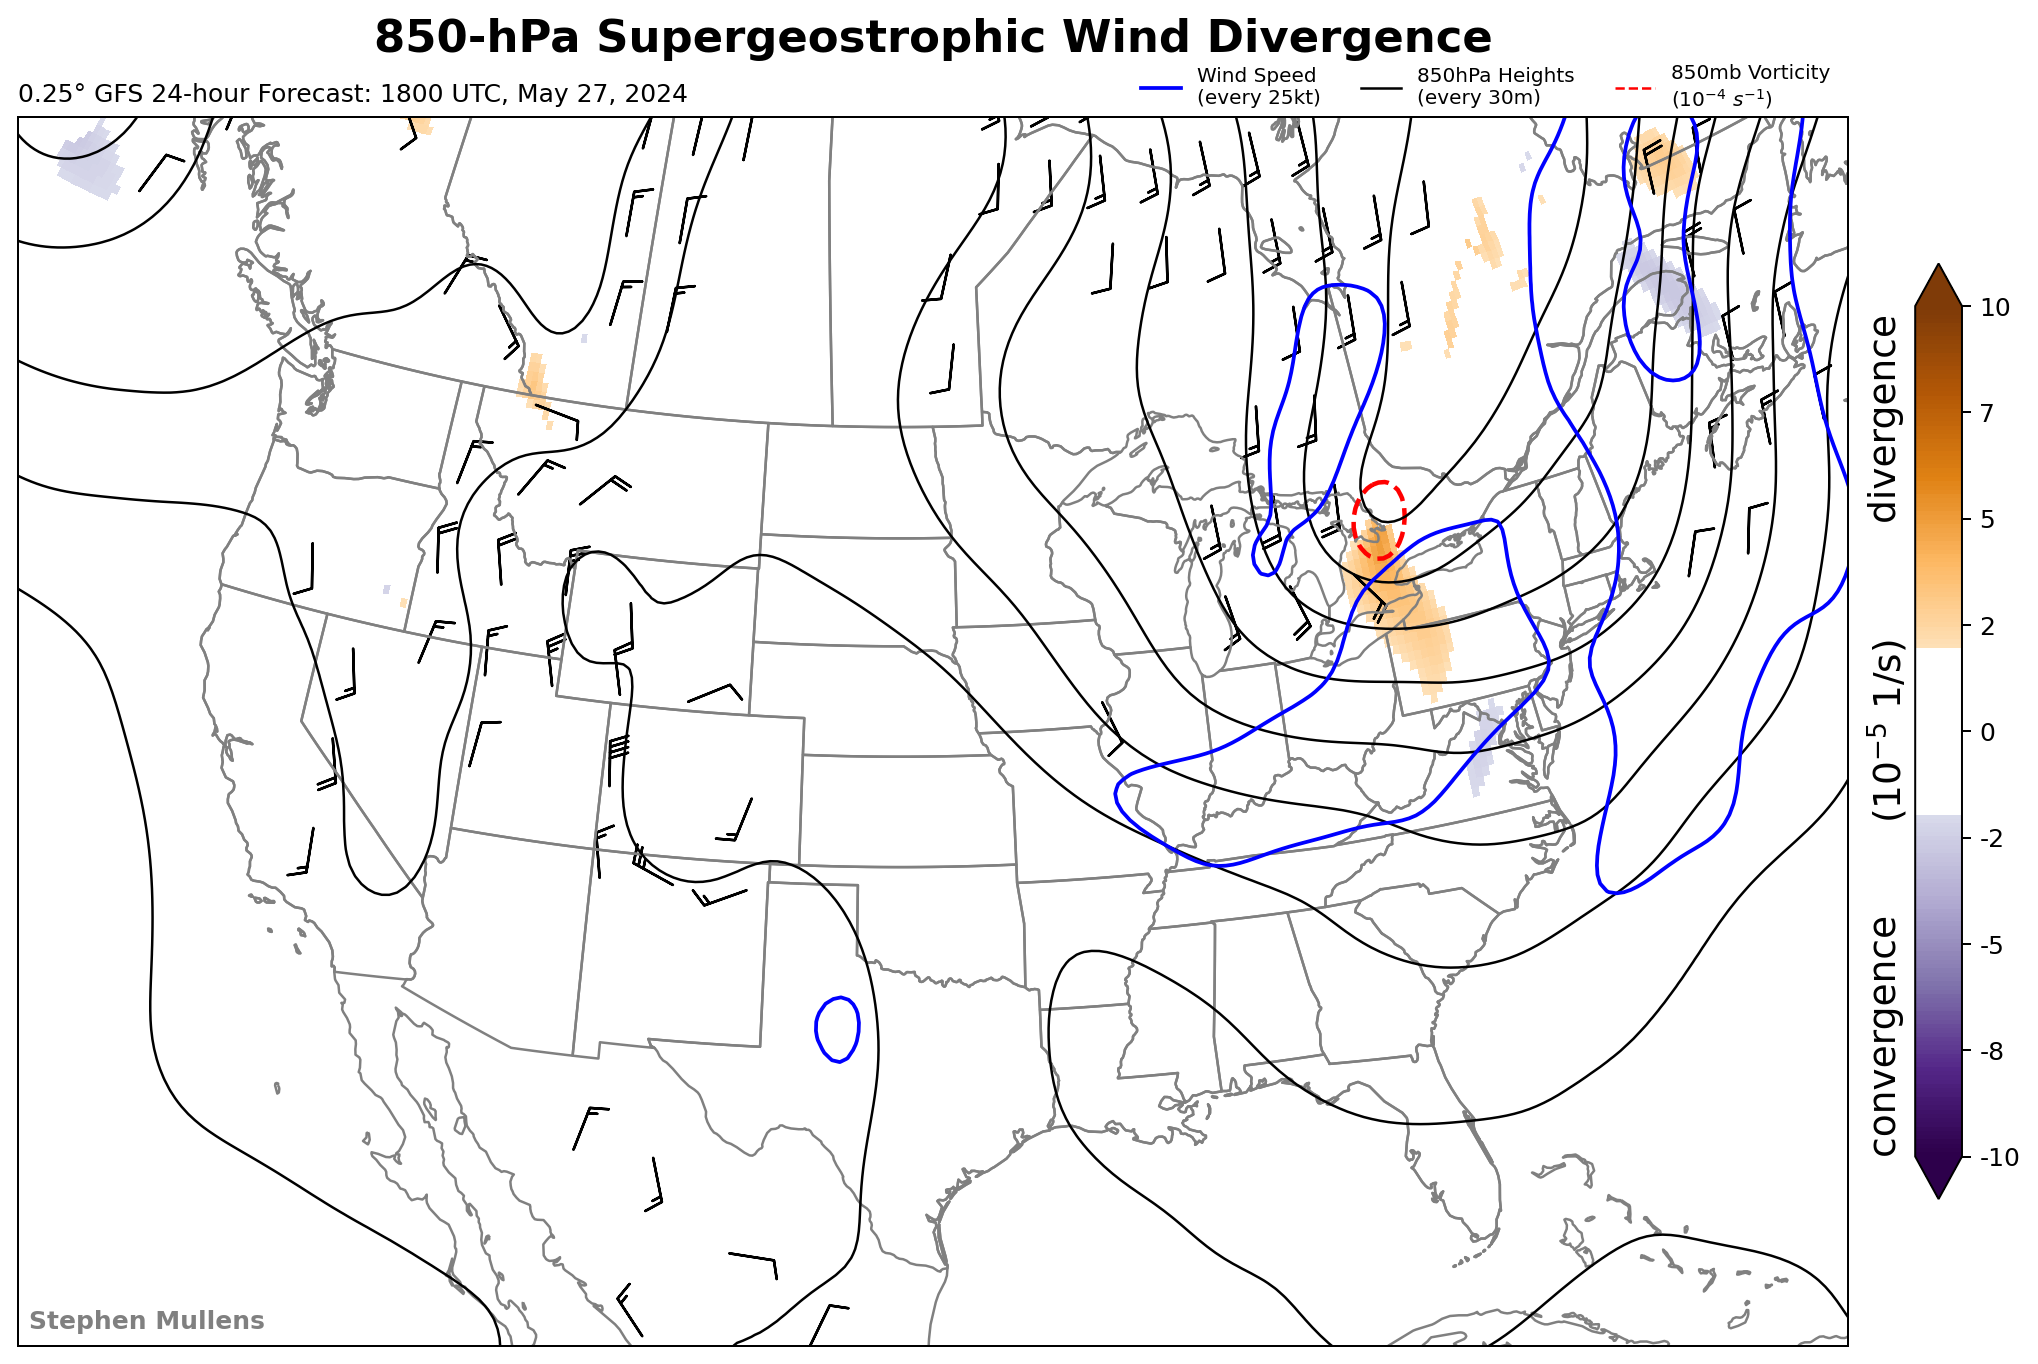 850-hPa Supergeostrophic Wind Divergence
0.25° GFS 24-hour Forecast: 1800 UTC, May 27, 2024
Wind Speed
(every 25kt)
850hPa Heights
(every 30m)
850mb Vorticity
(10⁻⁴ s⁻¹)
10
7
5
2
0
-2
-5
-8
-10
convergence (10⁻⁵ 1/s) divergence
Stephen Mullens